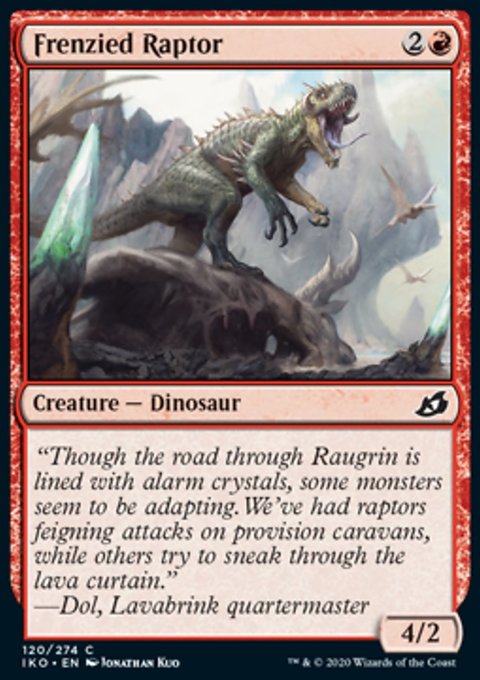 Frenzied Raptor 2
Creature — Dinosaur
“Though the road through Raugrin is
lined with alarm crystals, some monsters
seem to be adapting. We’ve had raptors
feigning attacks on provision caravans,
while others try to sneak through the
lava curtain.”
—Dol, Lavabrink quartermaster
4/2
120/274 C
IKO • EN Jonathan Kuo
™ & © 2020 Wizards of the Coast